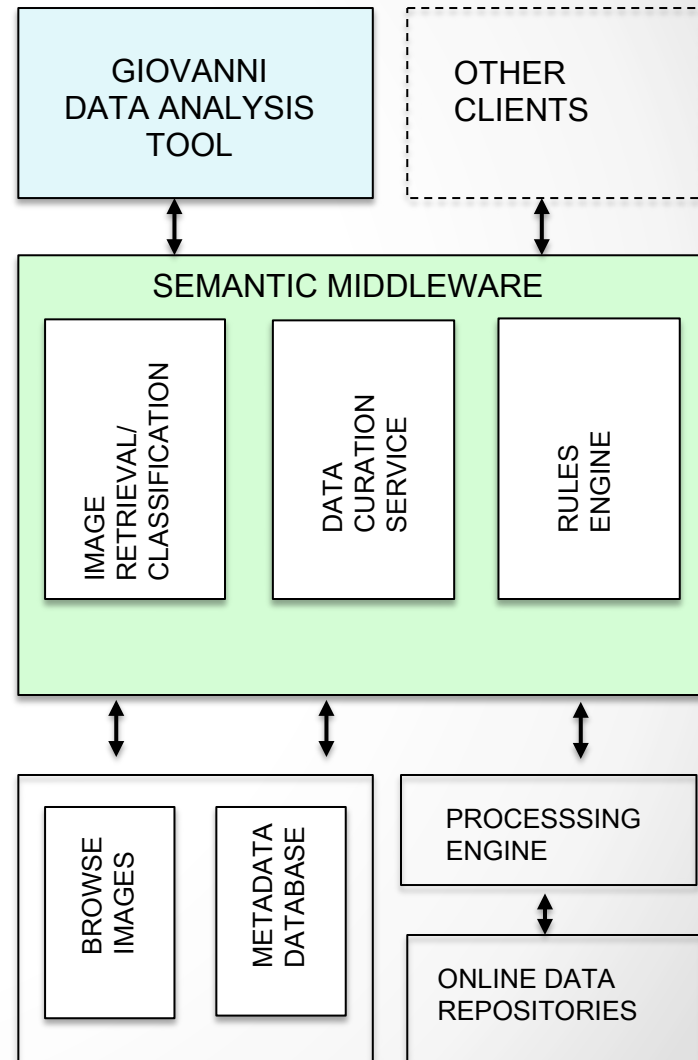 GIOVANNI
DATA ANALYSIS
TOOL
OTHER
CLIENTS
SEMANTIC MIDDLEWARE
IMAGE
RETRIEVAL/
CLASSIFICATION
DATA
CURATION
SERVICE
RULES
ENGINE
BROWSE
IMAGES
METADATA
DATABASE
PROCESSSING
ENGINE
ONLINE DATA
REPOSITORIES